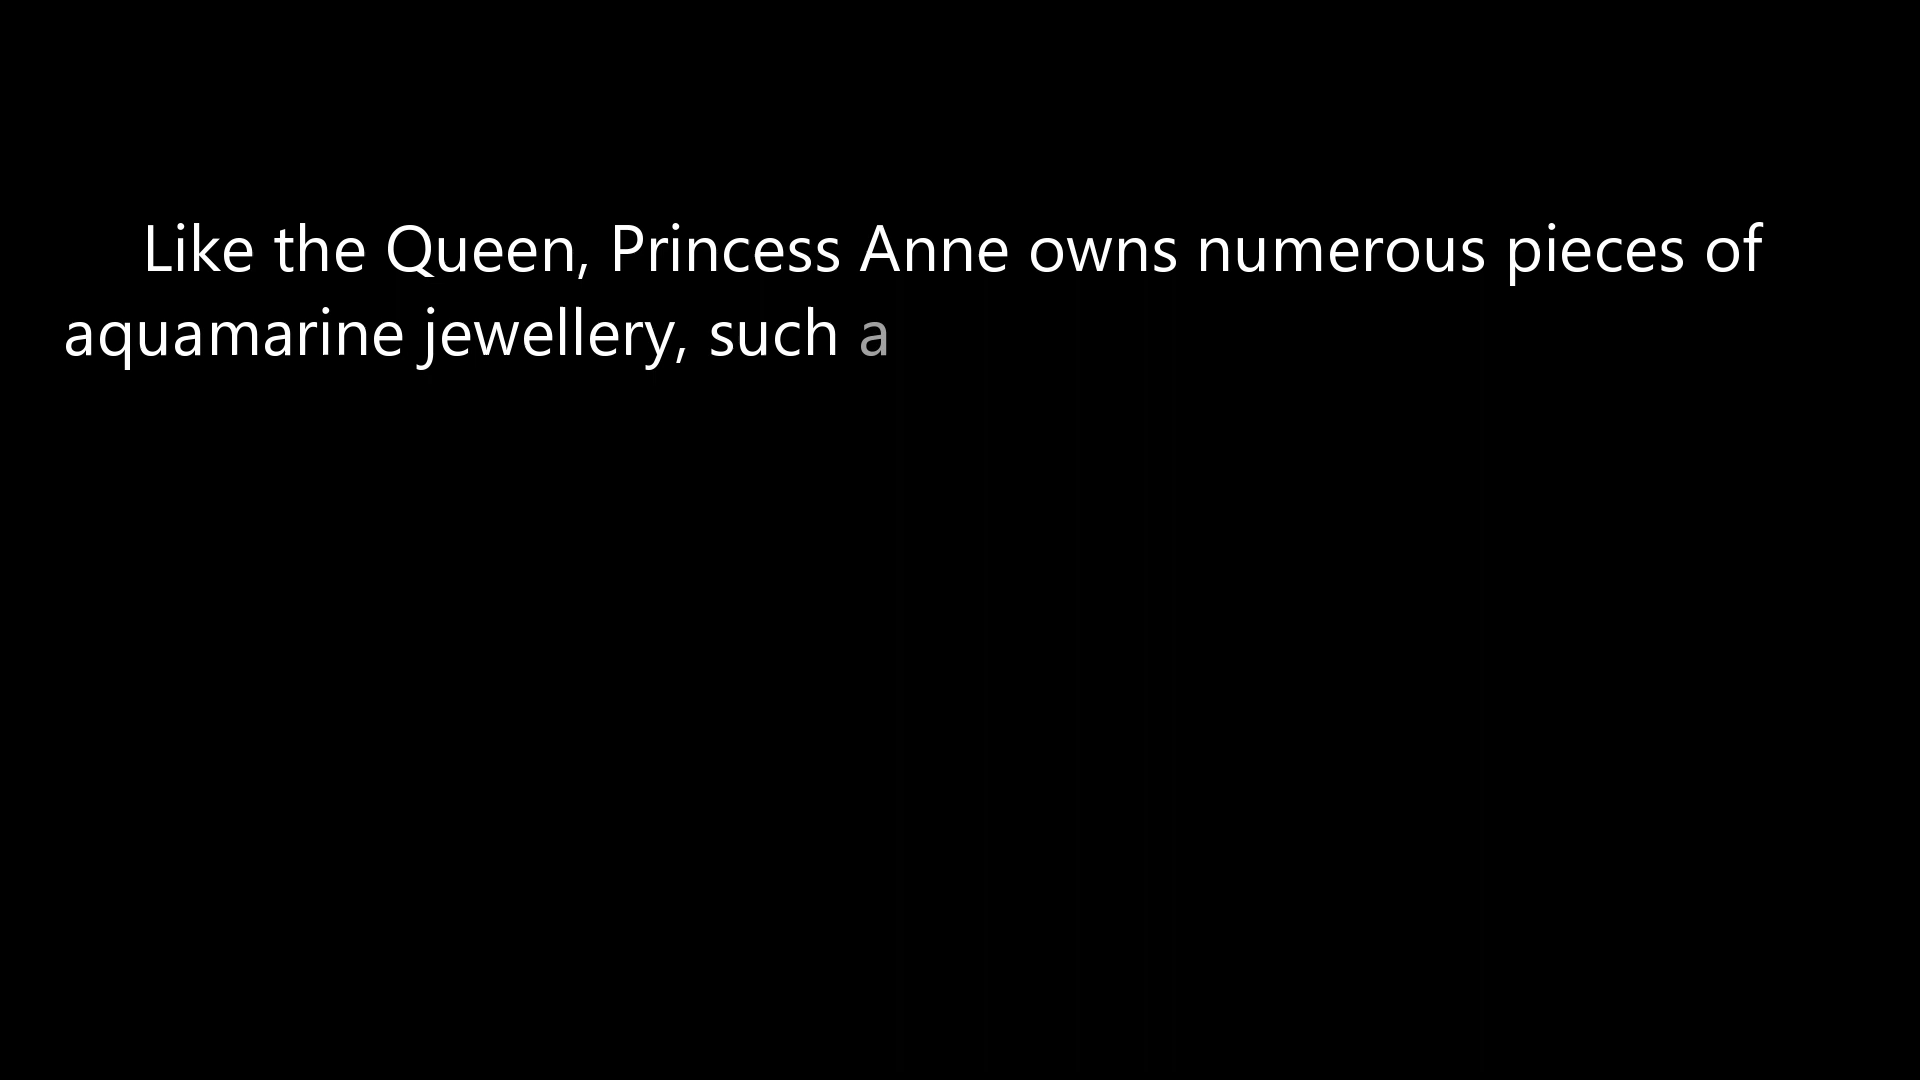 Like the Queen, Princess Anne owns numerous pieces of
aquamarine jewellery, such a